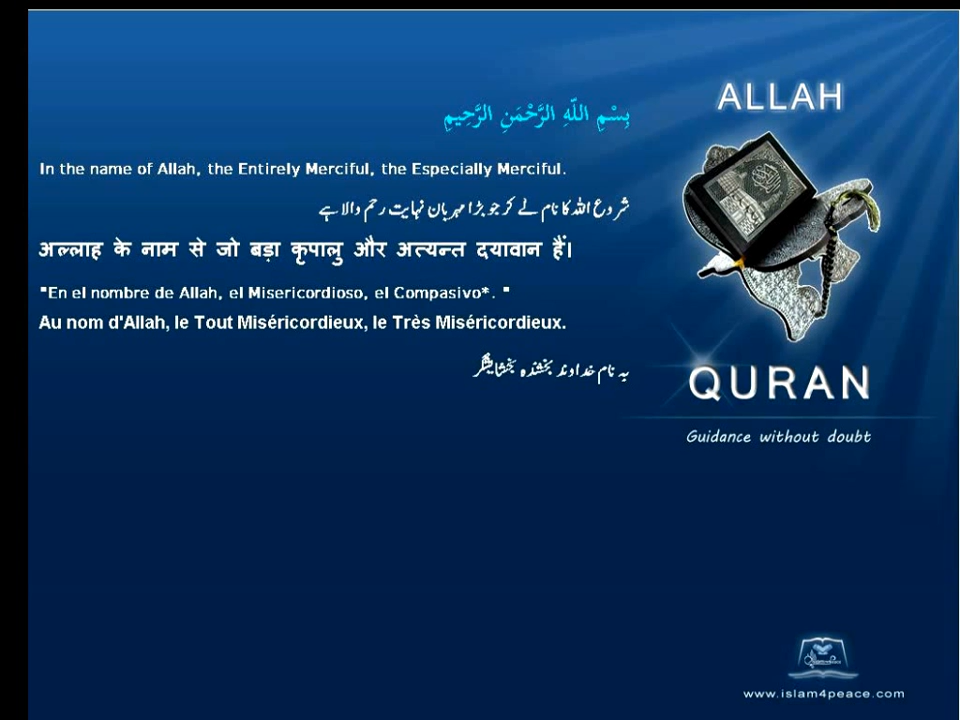 بِسْمِ اللّهِ الرَّحْمَنِ الرَّحِيمِ
In the name of Allah, the Entirely Merciful, the Especially Merciful.
شروع الله کا نام لے کر جو بڑا مہربان نہایت رحم والا ہے
अल्लाह के नाम से जो बड़ा कृपालु और अत्यन्त दयावान हैं।
"En el nombre de Allah, el Misericordioso, el Compasivo*. "
Au nom d'Allah, le Tout Miséricordieux, le Très Miséricordieux.
به نام خداوند بخشنده بخشایشگر
ALLAH
QURAN
Guidance without doubt
www.islam4peace.com